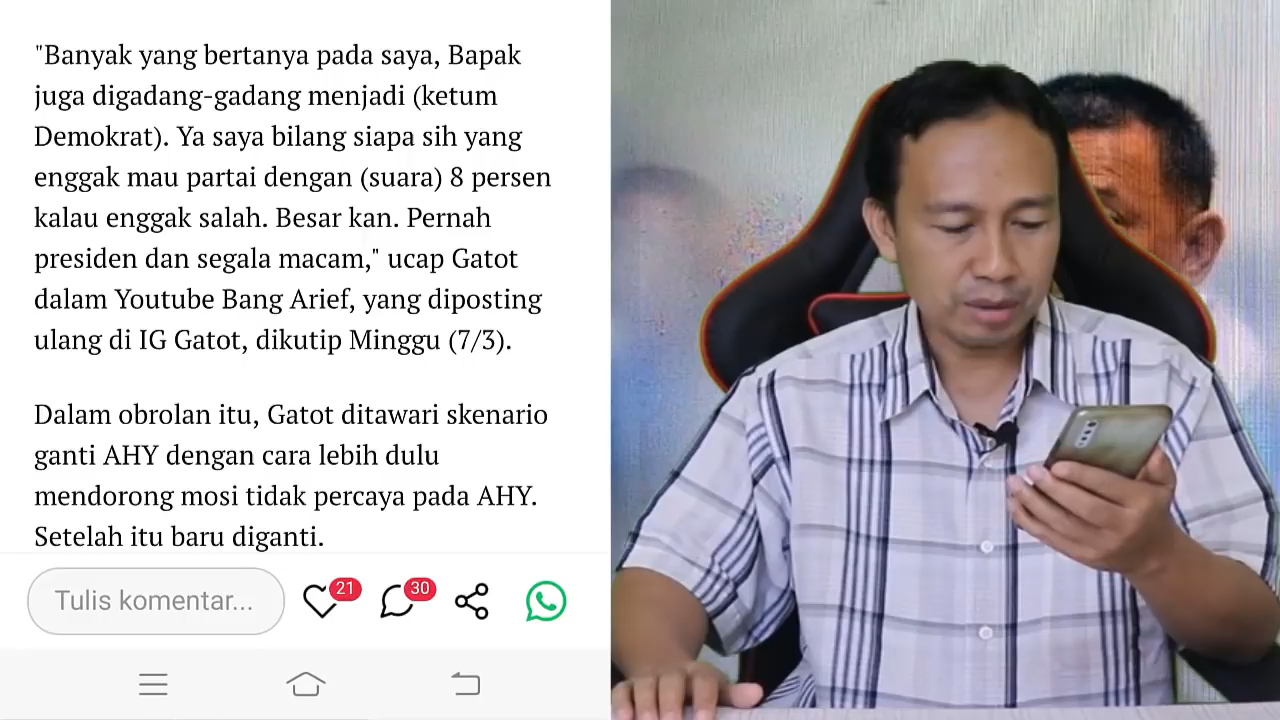 "Banyak yang bertanya pada saya, Bapak
juga digadang-gadang menjadi (ketum
Demokrat). Ya saya bilang siapa sih yang
enggak mau partai dengan (suara) 8 persen
kalau enggak salah. Besar kan. Pernah
presiden dan segala macam," ucap Gatot
dalam Youtube Bang Arief, yang diposting
ulang di IG Gatot, dikutip Minggu (7/3).
Dalam obrolan itu, Gatot ditawari skenario
ganti AHY dengan cara lebih dulu
mendorong mosi tidak percaya pada AHY.
Setelah itu baru diganti.
Tulis komentar... 21 30